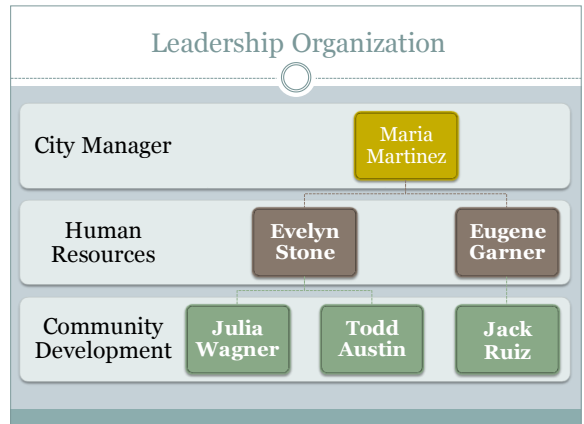 Leadership Organization
City Manager
Maria
Martinez
Human
Resources
Evelyn
Stone
Eugene
Garner
Community
Development
Julia
Wagner
Todd
Austin
Jack
Ruiz